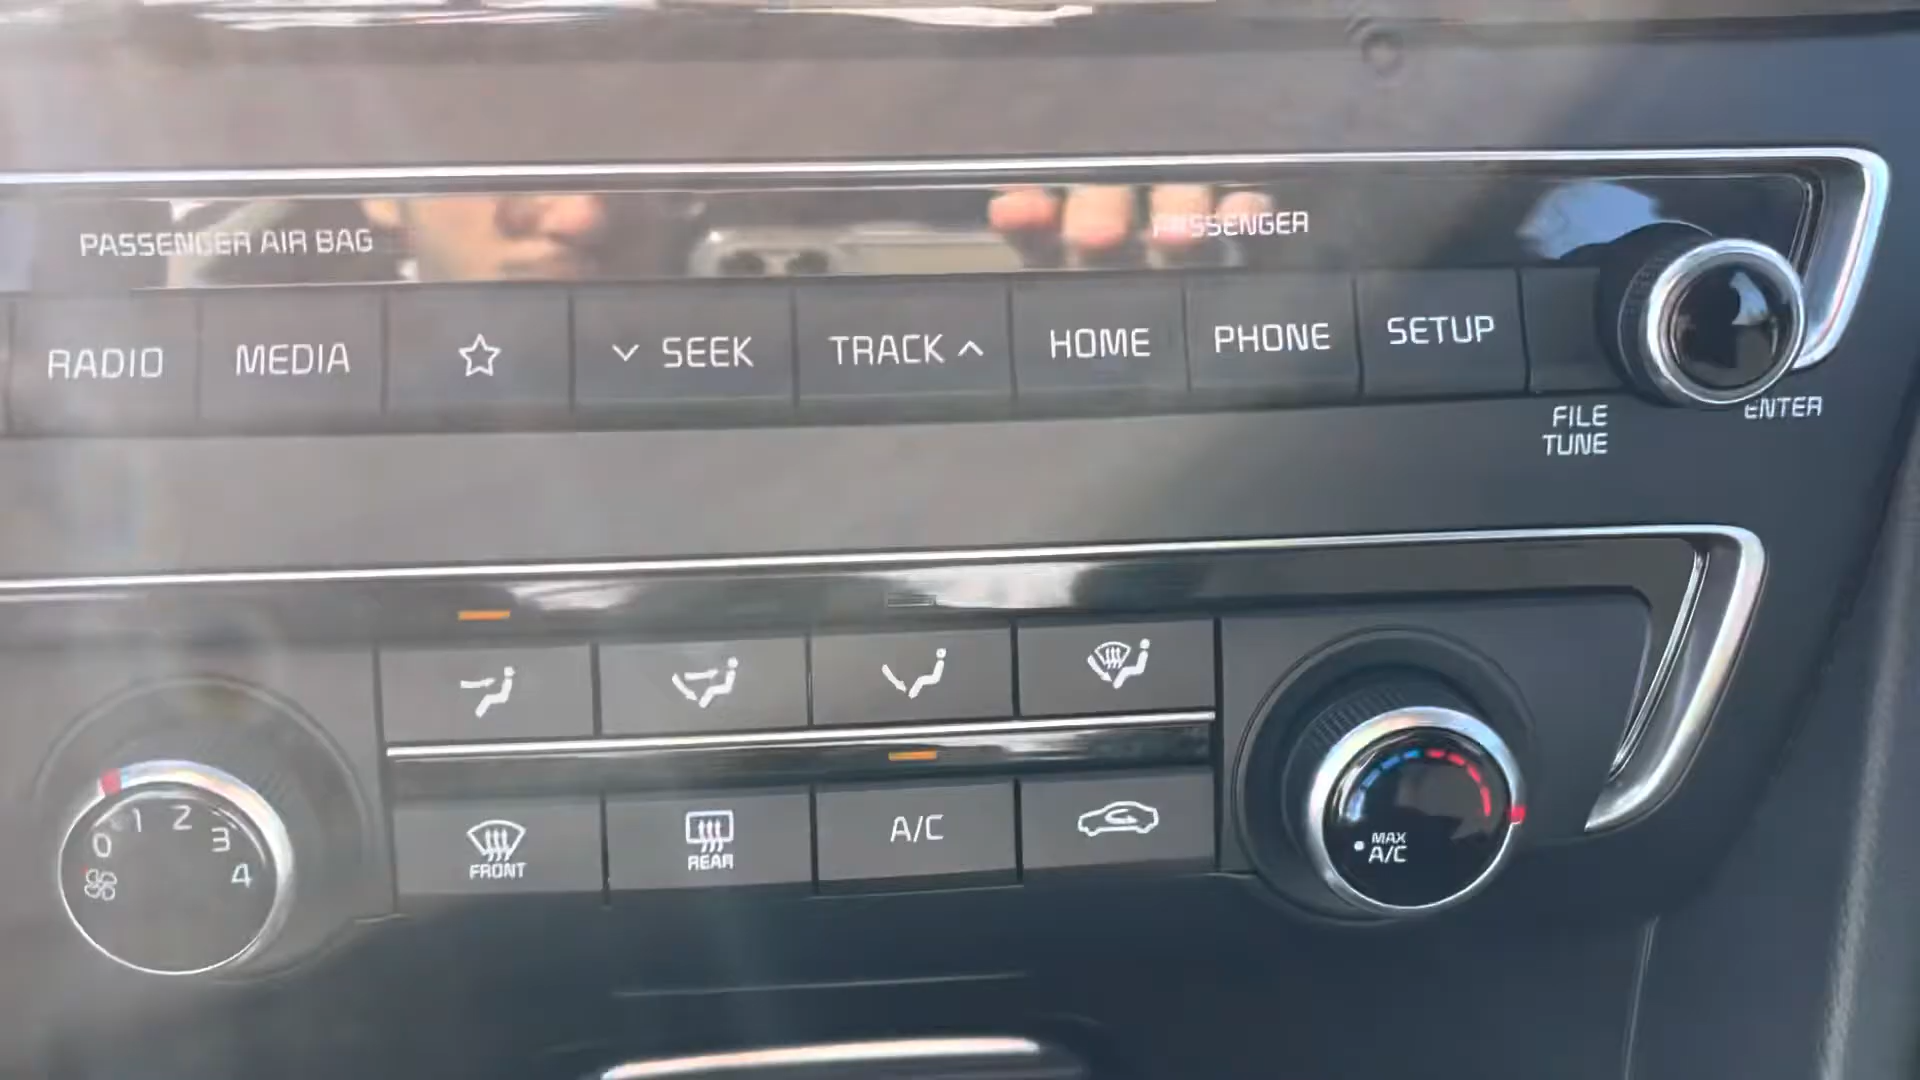 PASSENGER AIR BAG
PASSENGER
RADIO
MEDIA
SEEK
TRACK
HOME
PHONE
SETUP
FILE
TUNE
ENTER
0 1 2 3 4
FRONT
REAR
A/C
MAX
A/C